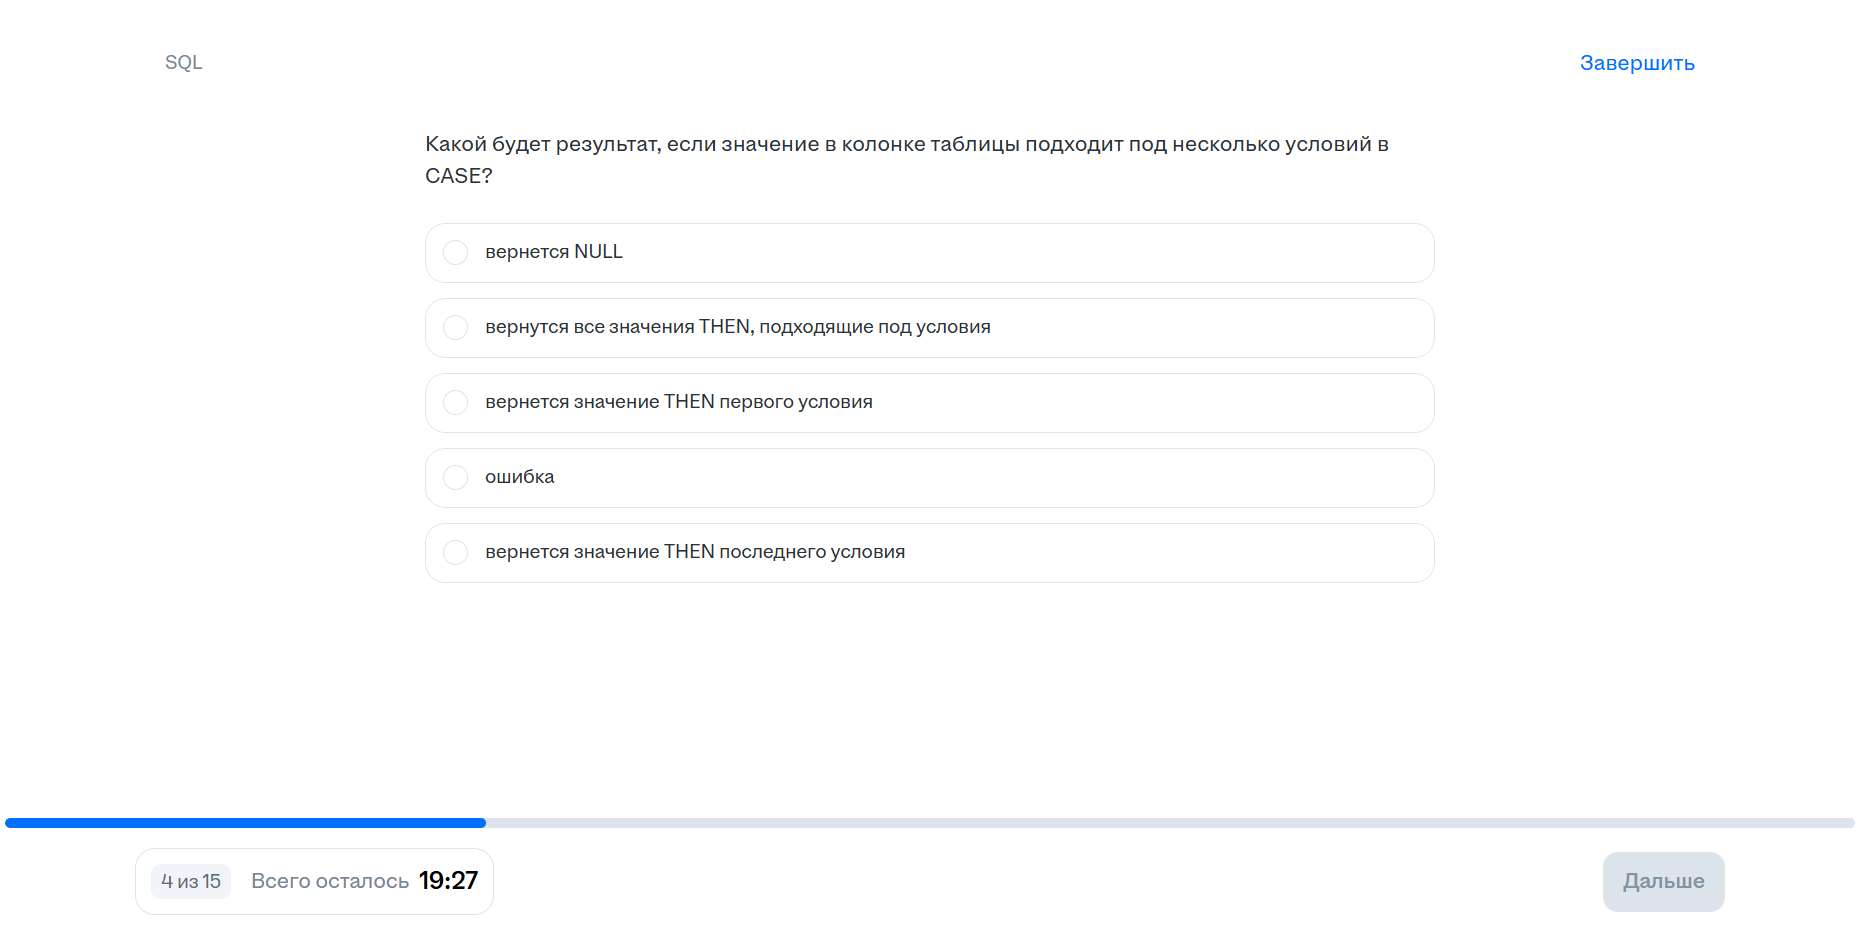 SQL
Завершить
Какой будет результат, если значение в колонке таблицы подходит под несколько условий в
CASE?
вернется NULL
вернутся все значения THEN, подходящие под условия
вернется значение THEN первого условия
ошибка
вернется значение THEN последнего условия
4 из 15
Всего осталось 19:27
Дальше